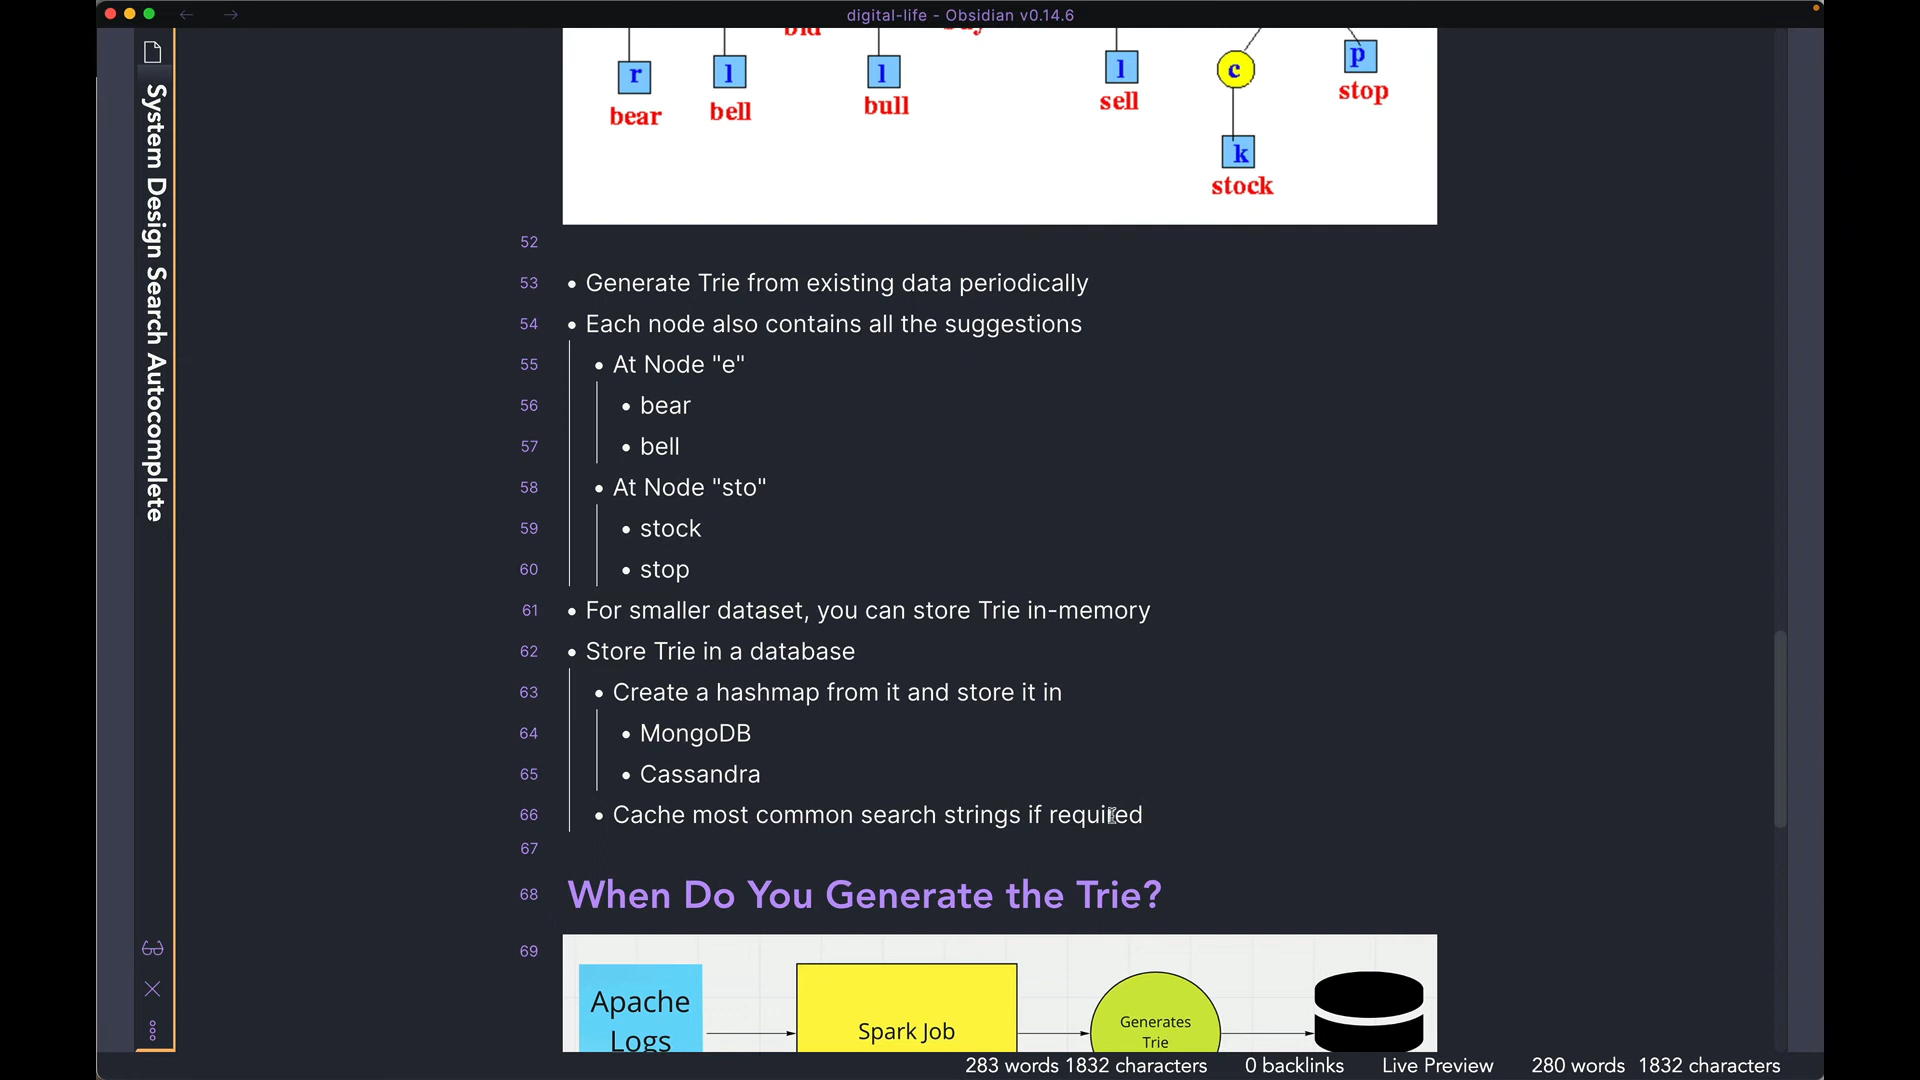 digital-life - Obsidian v0.14.6
System Design Search Autocomplete
r
l
l
l
c
p
bear
bell
bull
sell
stop
k
stock
52
53 • Generate Trie from existing data periodically
54 • Each node also contains all the suggestions
55 • At Node "e"
56 • bear
57 • bell
58 • At Node "sto"
59 • stock
60 • stop
61 • For smaller dataset, you can store Trie in-memory
62 • Store Trie in a database
63 • Create a hashmap from it and store it in
64 • MongoDB
65 • Cassandra
66 • Cache most common search strings if required
67
68 When Do You Generate the Trie?
69
Apache
Logs
Spark Job
Generates
Trie
283 words 1832 characters 0 backlinks Live Preview 280 words 1832 characters